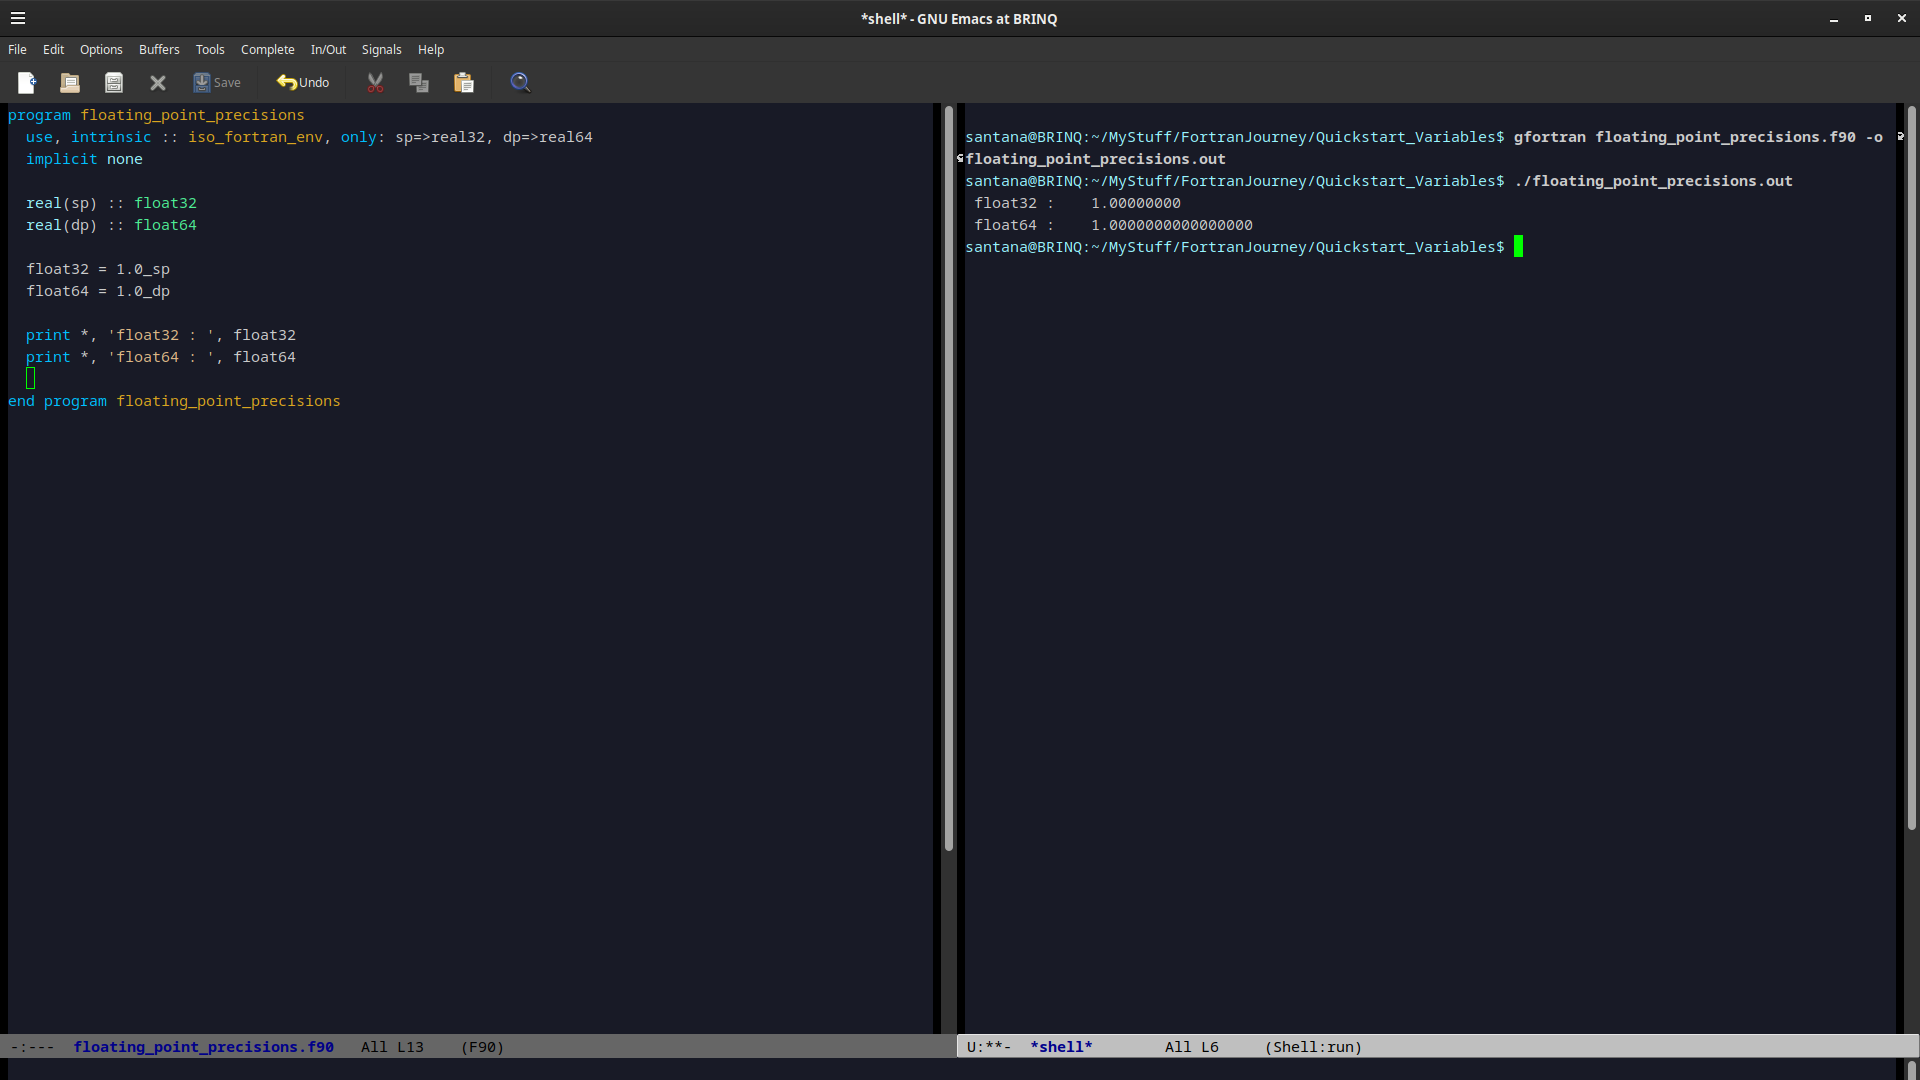 *shell* - GNU Emacs at BRINQ
File Edit Options Buffers Tools Complete In/Out Signals Help
Save Undo
program floating_point_precisions
  use, intrinsic :: iso_fortran_env, only: sp=>real32, dp=>real64
  implicit none
  real(sp) :: float32
  real(dp) :: float64
  float32 = 1.0_sp
  float64 = 1.0_dp
  print *, 'float32 : ', float32
  print *, 'float64 : ', float64
end program floating_point_precisions
-:--- floating_point_precisions.f90 All L13 (F90)
santana@BRINQ:~/MyStuff/FortranJourney/Quickstart_Variables$ gfortran floating_point_precisions.f90 -o
floating_point_precisions.out
santana@BRINQ:~/MyStuff/FortranJourney/Quickstart_Variables$ ./floating_point_precisions.out
 float32 :    1.00000000
 float64 :    1.0000000000000000
santana@BRINQ:~/MyStuff/FortranJourney/Quickstart_Variables$
U:**- *shell* All L6 (Shell:run)